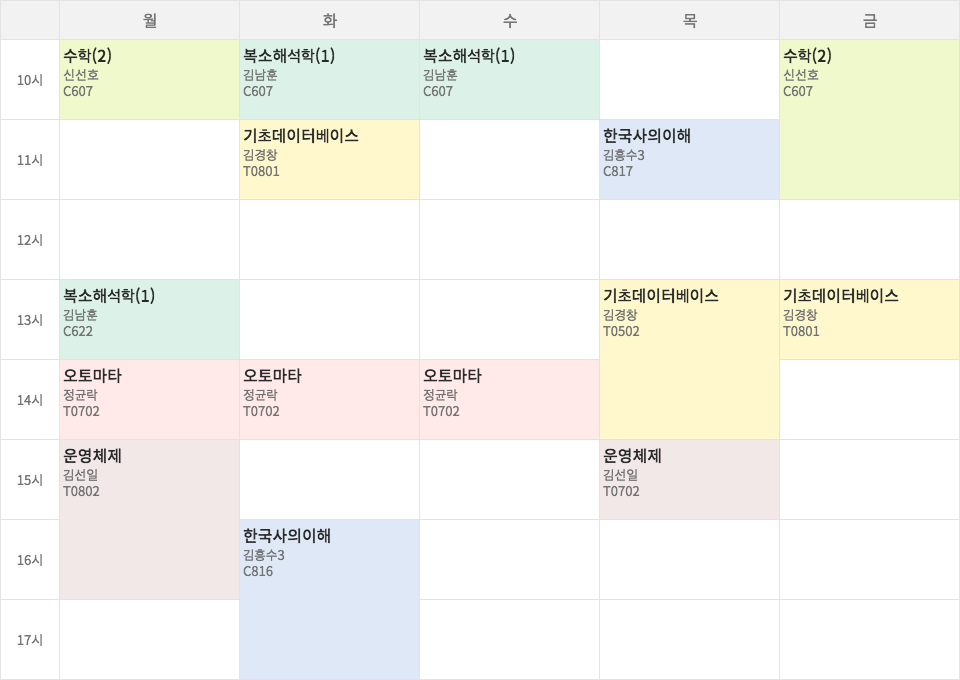 월 화 수 목 금
10시
수학(2)
신선호
C607
복소해석학(1)
김남훈
C607
복소해석학(1)
김남훈
C607
수학(2)
신선호
C607
11시
기초데이터베이스
김경창
T0801
한국사의이해
김흥수3
C817
12시
13시
복소해석학(1)
김남훈
C622
기초데이터베이스
김경창
T0502
기초데이터베이스
김경창
T0801
14시
오토마타
정균락
T0702
오토마타
정균락
T0702
오토마타
정균락
T0702
15시
운영체제
김선일
T0802
운영체제
김선일
T0702
16시
한국사의이해
김흥수3
C816
17시